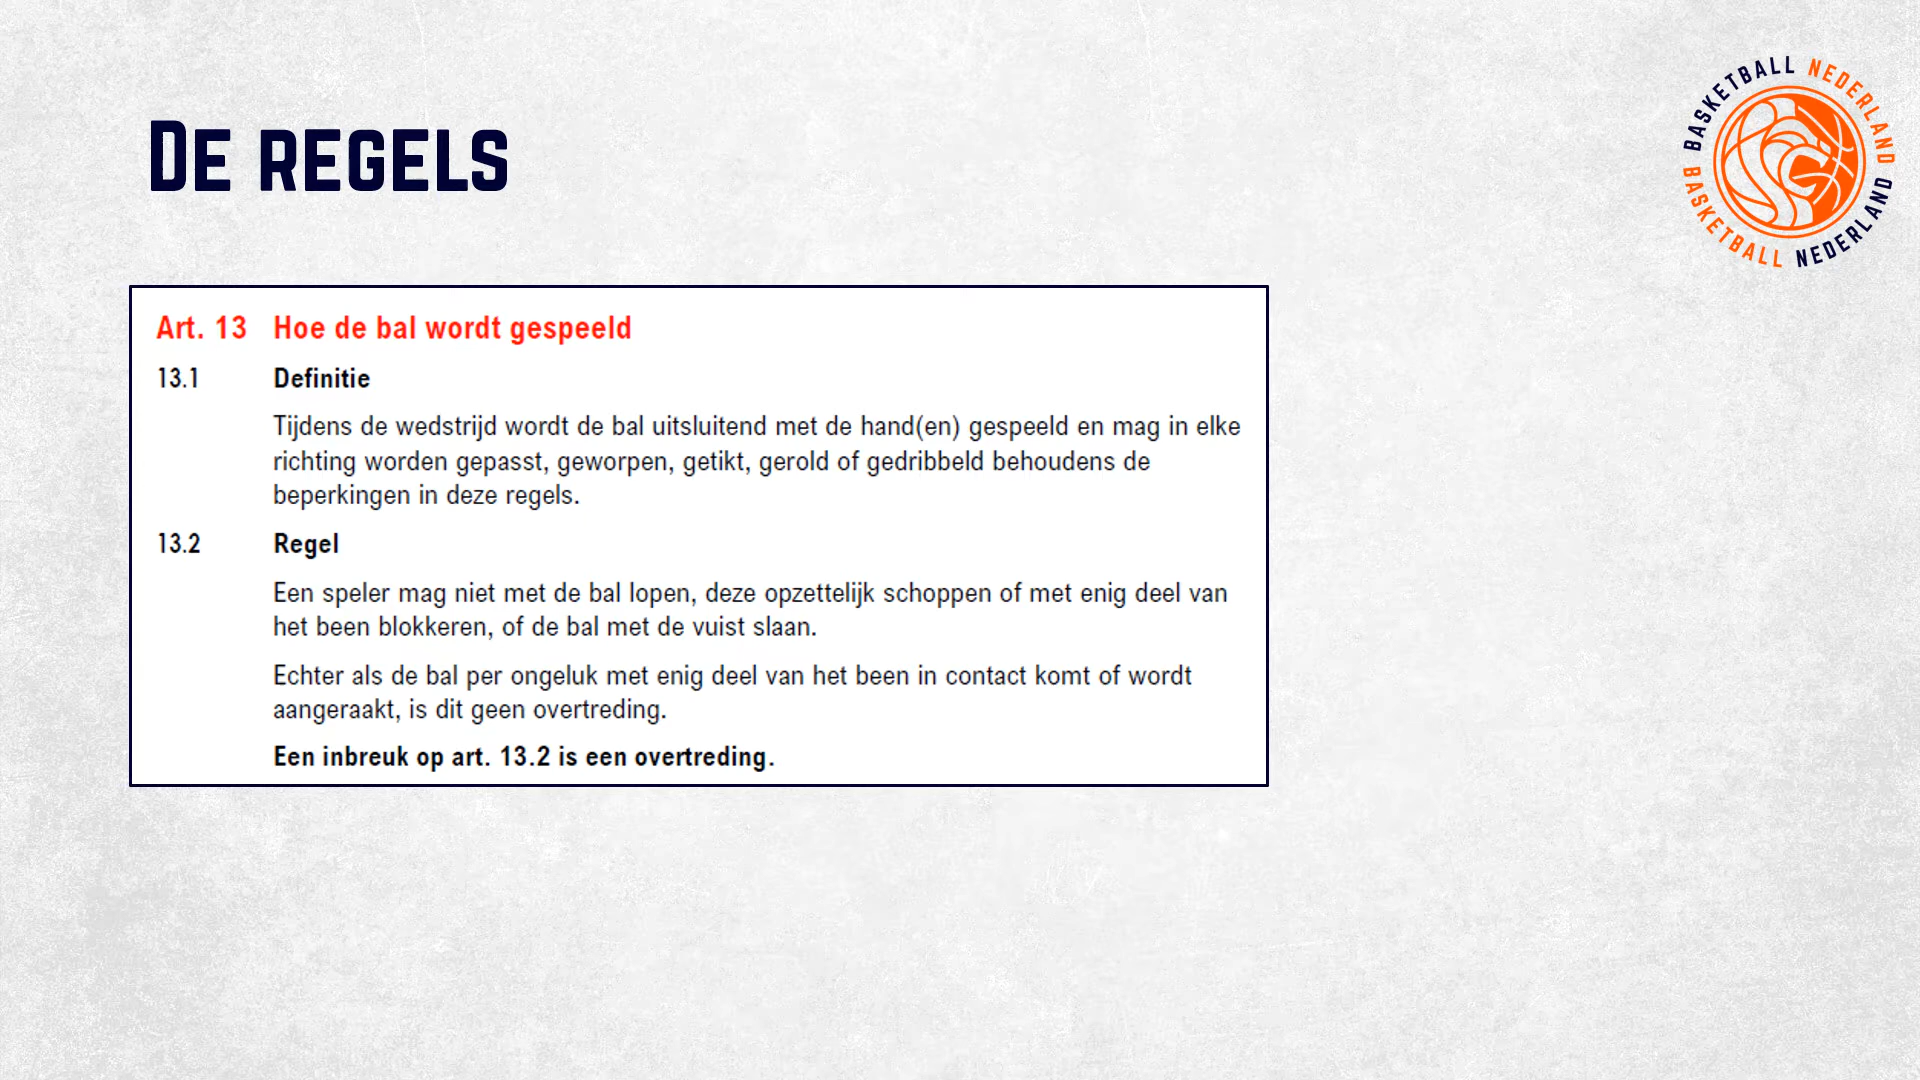 De regels
BASKETBALL NEDERLAND
BASKETBALL NEDERLAND
Art. 13 Hoe de bal wordt gespeeld
13.1 Definitie
Tijdens de wedstrijd wordt de bal uitsluitend met de hand(en) gespeeld en mag in elke
richting worden gepasst, geworpen, getikt, gerold of gedribbeld behoudens de
beperkingen in deze regels.
13.2 Regel
Een speler mag niet met de bal lopen, deze opzettelijk schoppen of met enig deel van
het been blokkeren, of de bal met de vuist slaan.
Echter als de bal per ongeluk met enig deel van het been in contact komt of wordt
aangeraakt, is dit geen overtreding.
Een inbreuk op art. 13.2 is een overtreding.